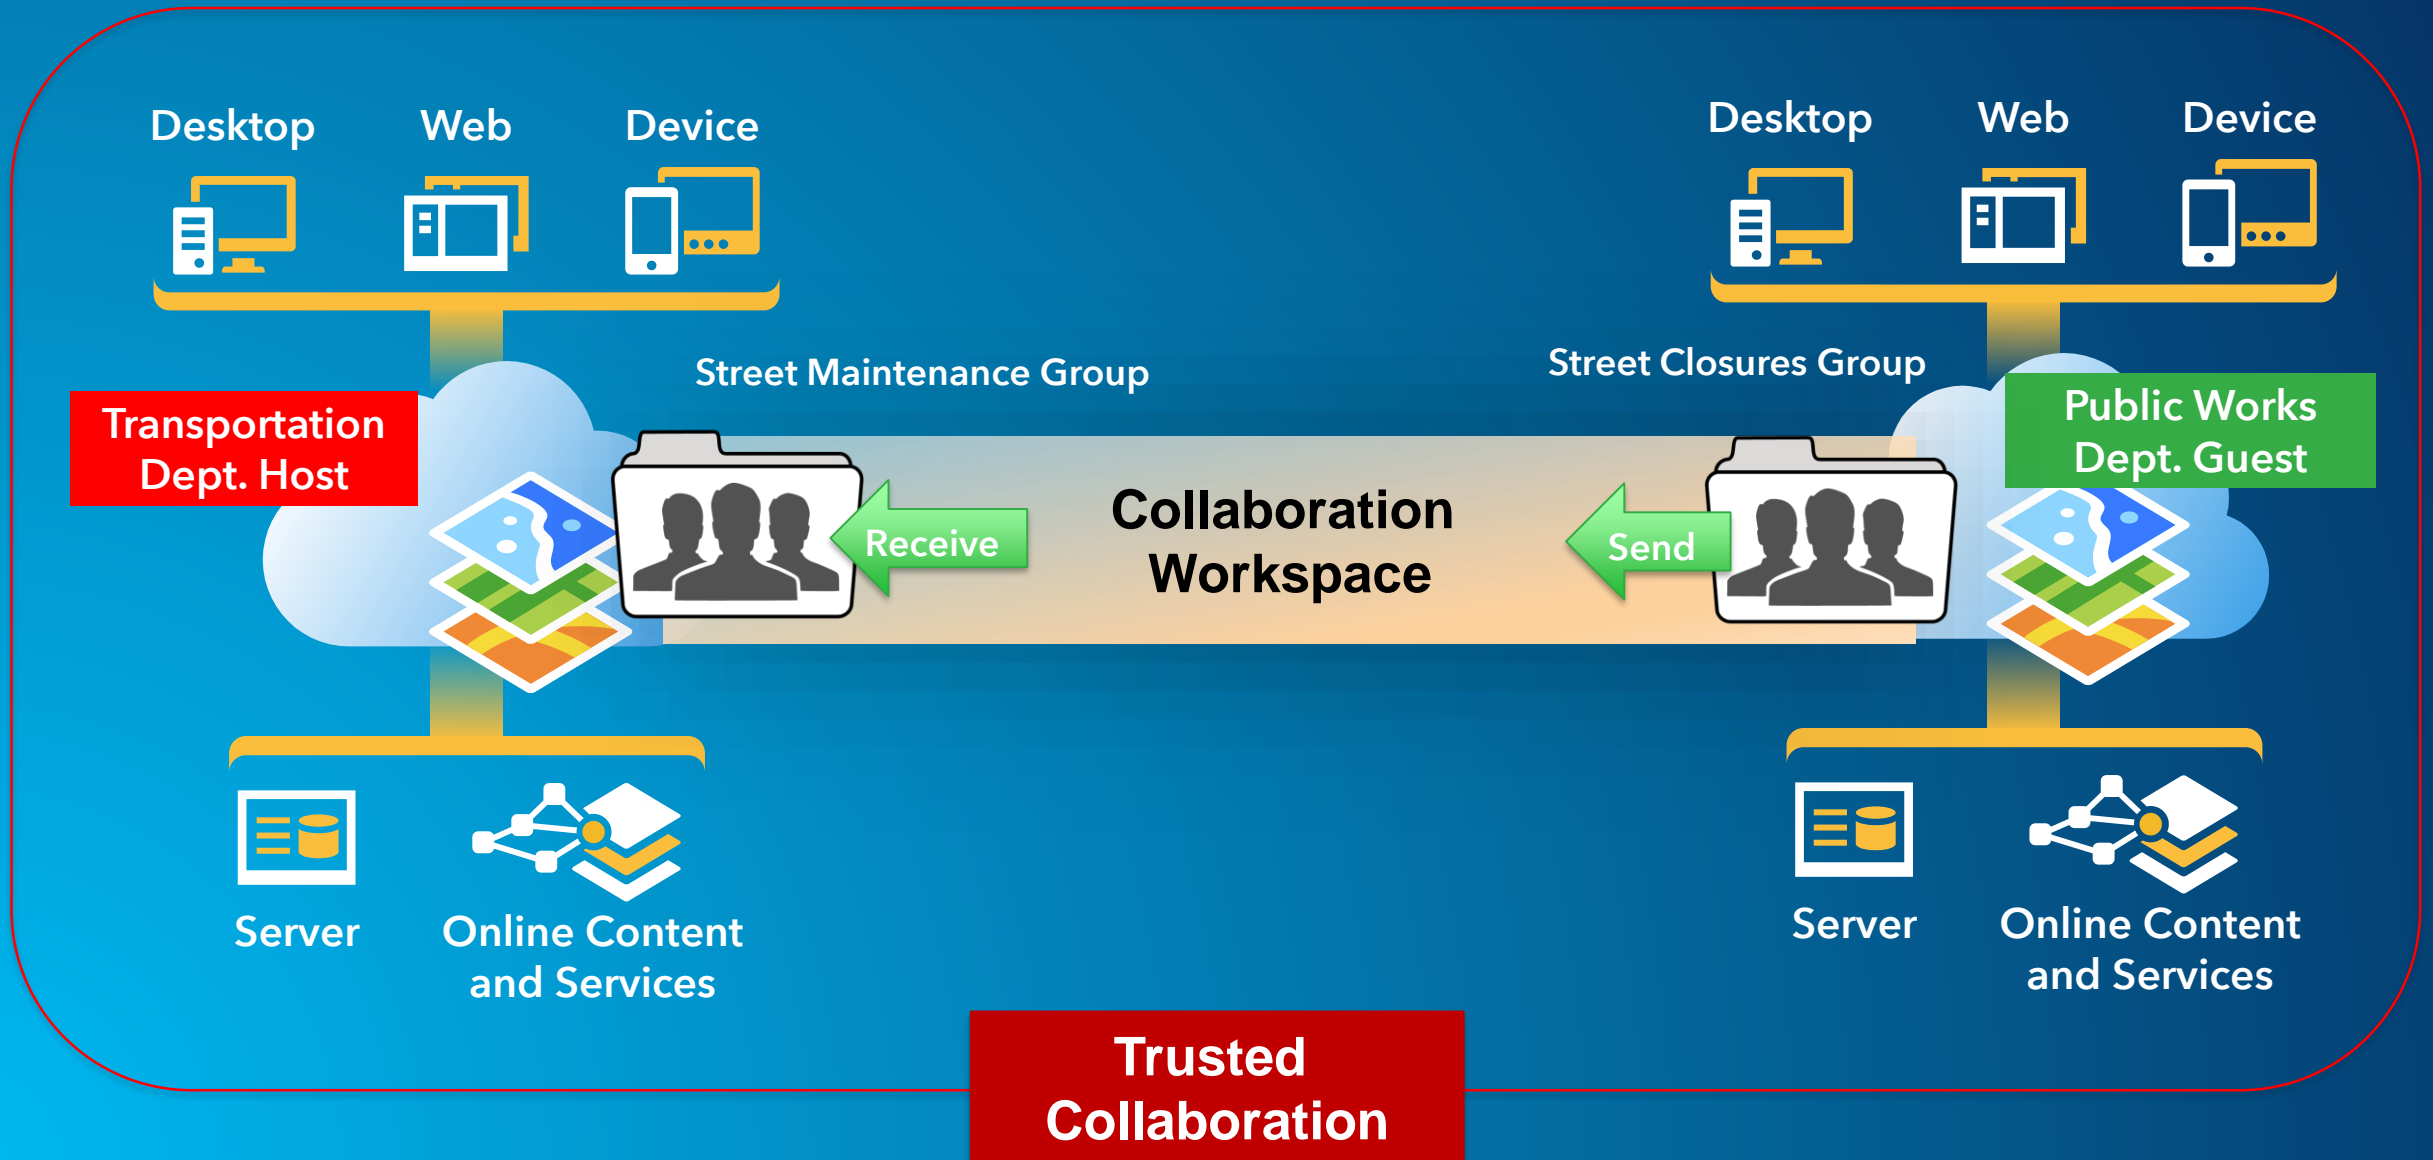 Desktop
Web
Device
Desktop
Web
Device
Street Maintenance Group
Street Closures Group
Transportation
Dept. Host
Public Works
Dept. Guest
Receive
Collaboration
Workspace
Send
Server
Online Content
and Services
Server
Online Content
and Services
Trusted
Collaboration